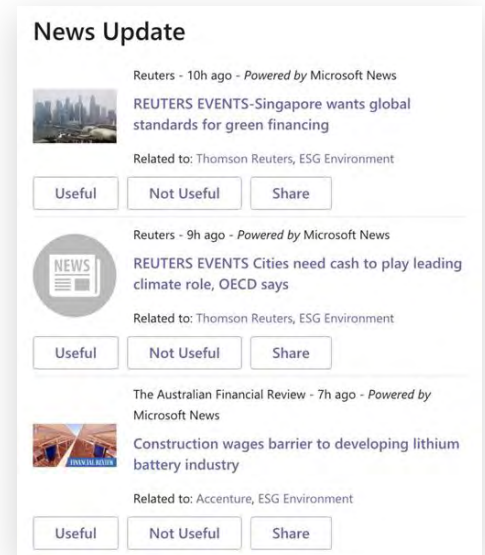 News Update
Reuters - 10h ago - Powered by Microsoft News
REUTERS EVENTS-Singapore wants global
standards for green financing
Related to: Thomson Reuters, ESG Environment
Useful
Not Useful
Share
Reuters - 9h ago - Powered by Microsoft News
NEWS
REUTERS EVENTS Cities need cash to play leading
climate role, OECD says
Related to: Thomson Reuters, ESG Environment
Useful
Not Useful
Share
The Australian Financial Review - 7h ago - Powered by
Microsoft News
Construction wages barrier to developing lithium
battery industry
FINANCIAL REVIEW
Related to: Accenture, ESG Environment
Useful
Not Useful
Share